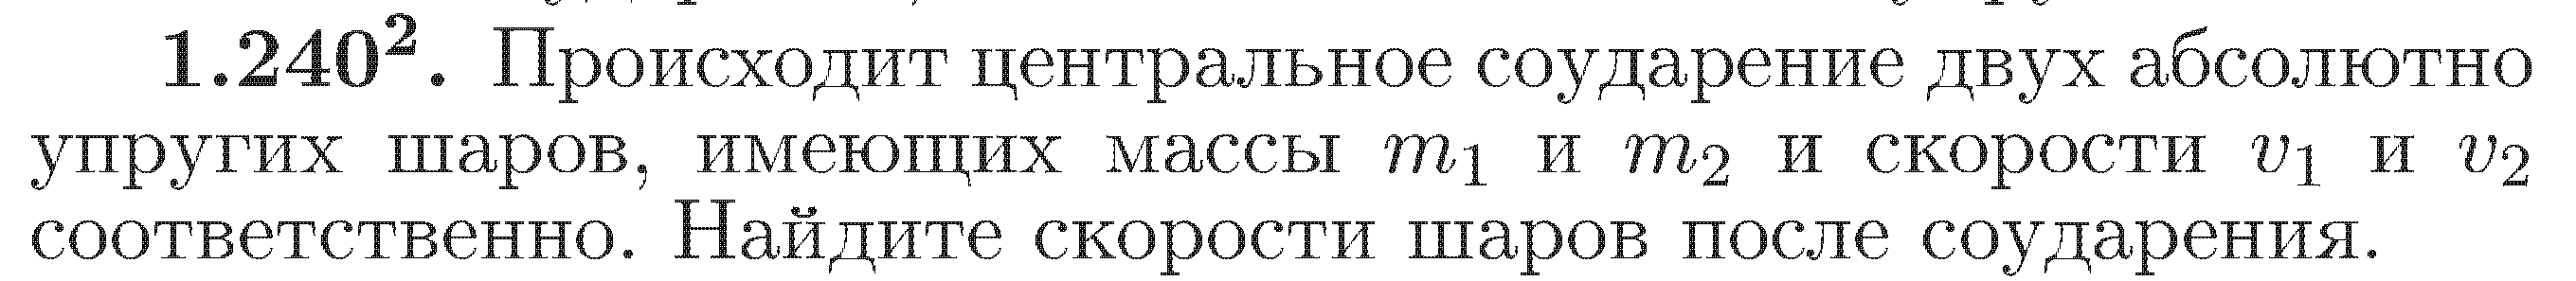 1.240². Происходит центральное соударение двух абсолютно
упругих шаров, имеющих массы m₁ и m₂ и скорости v₁ и v₂
соответственно. Найдите скорости шаров после соударения.